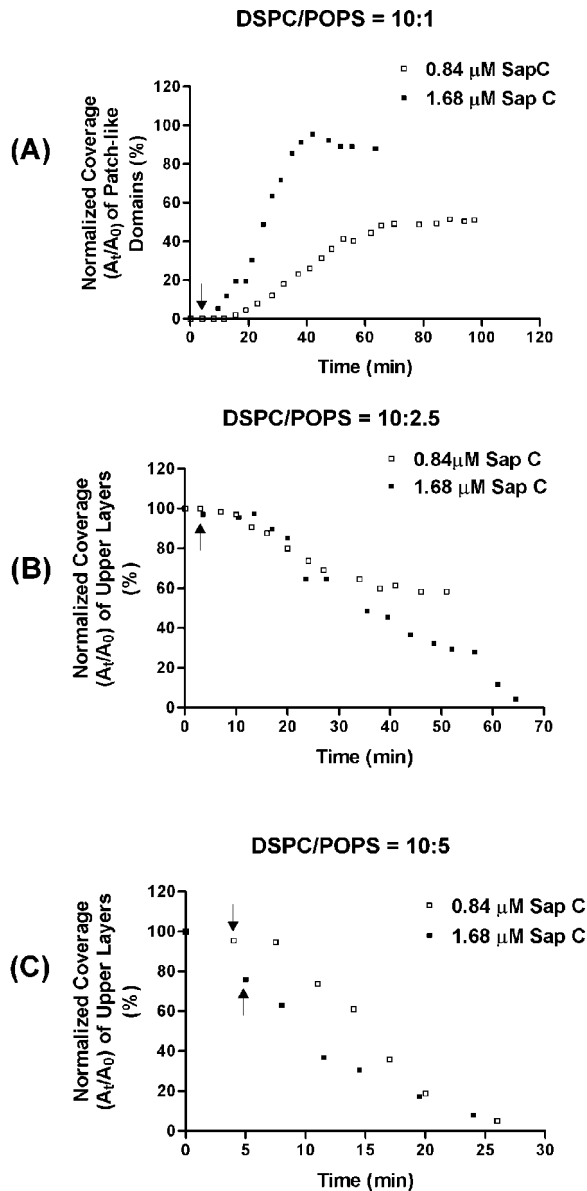 DSPC/POPS = 10:1
(A)
Normalized Coverage
(At/A0) of Patch-like
Domains (%)
0.84 μM SapC
1.68 μM Sap C
120
100
80
60
40
20
0
0 20 40 60 80 100 120
Time (min)
DSPC/POPS = 10:2.5
(B)
Normalized Coverage
(At/A0) of Upper Layers
(%)
0.84μM Sap C
1.68 μM Sap C
120
100
80
60
40
20
0
0 10 20 30 40 50 60 70
Time (min)
DSPC/POPS = 10:5
(C)
Normalized Coverage
(At/A0) of Upper Layers
(%)
0.84 μM Sap C
1.68 μM Sap C
120
100
80
60
40
20
0
0 5 10 15 20 25 30
Time (min)